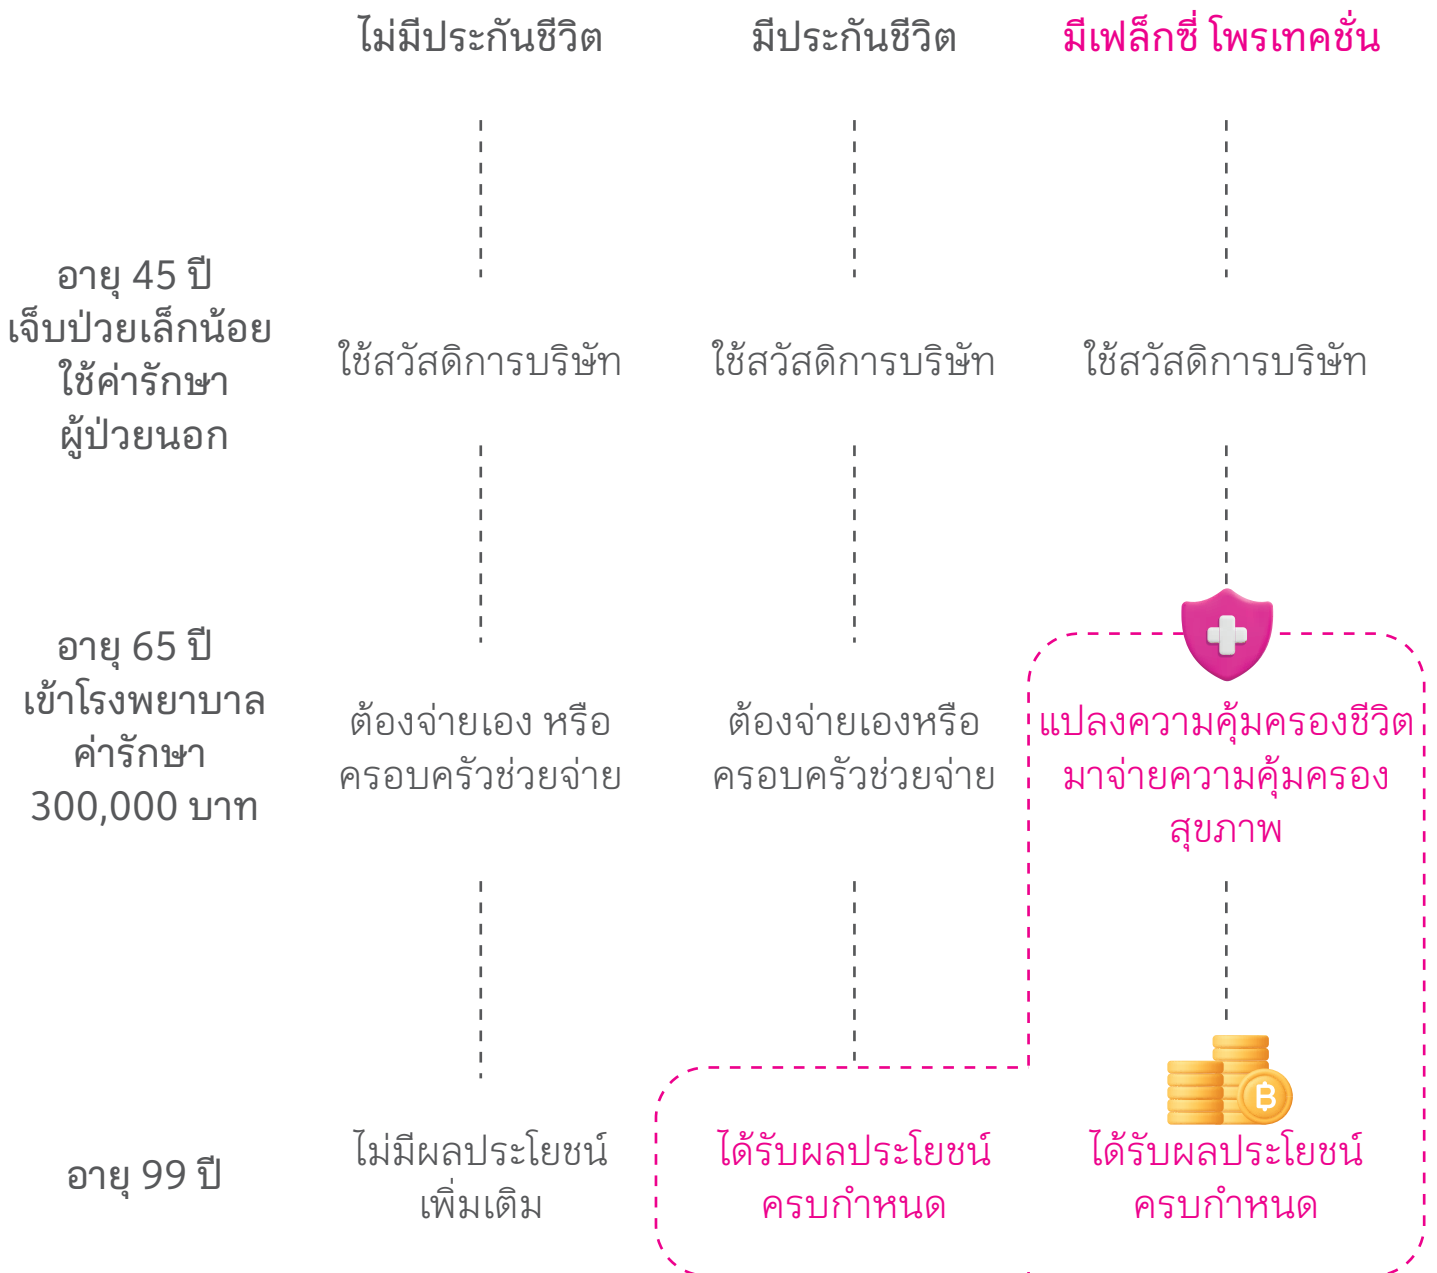 ไม่มีประกันชีวิต
มีประกันชีวิต
มีเฟล็กซี่ โพรเทคชั่น
อายุ 45 ปี
เจ็บป่วยเล็กน้อย
ใช้ค่ารักษา
ผู้ป่วยนอก
ใช้สวัสดิการบริษัท
ใช้สวัสดิการบริษัท
ใช้สวัสดิการบริษัท
อายุ 65 ปี
เข้าโรงพยาบาล
ค่ารักษา
300,000 บาท
ต้องจ่ายเอง หรือ
ครอบครัวช่วยจ่าย
ต้องจ่ายเองหรือ
ครอบครัวช่วยจ่าย
แปลงความคุ้มครองชีวิต
มาจ่ายความคุ้มครอง
สุขภาพ
อายุ 99 ปี
ไม่มีผลประโยชน์
เพิ่มเติม
ได้รับผลประโยชน์
ครบกำหนด
฿
ได้รับผลประโยชน์
ครบกำหนด